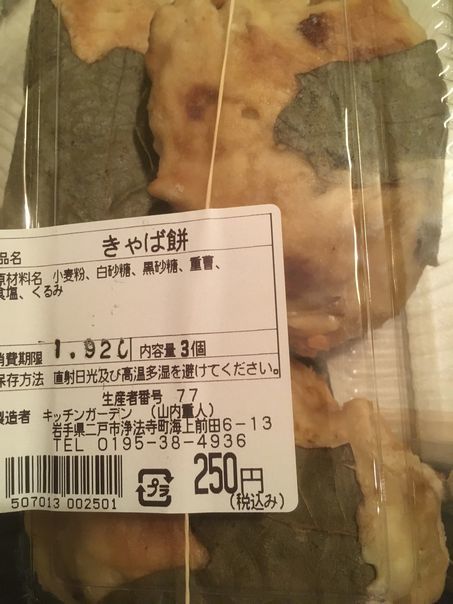 品名 きゃば餅
原材料名 小麦粉、白砂糖、黒砂糖、重曹、
食塩、くるみ
消費期限 内容量 3個
保存方法 直射日光及び高温多湿を避けてください。
生産者番号 77
製造者 キッチンガーデン (山内重人)
岩手県二戸市浄法寺町海上前田6-13
TEL 0195-38-4936
プラ 250円
(税込み)
507013 002501